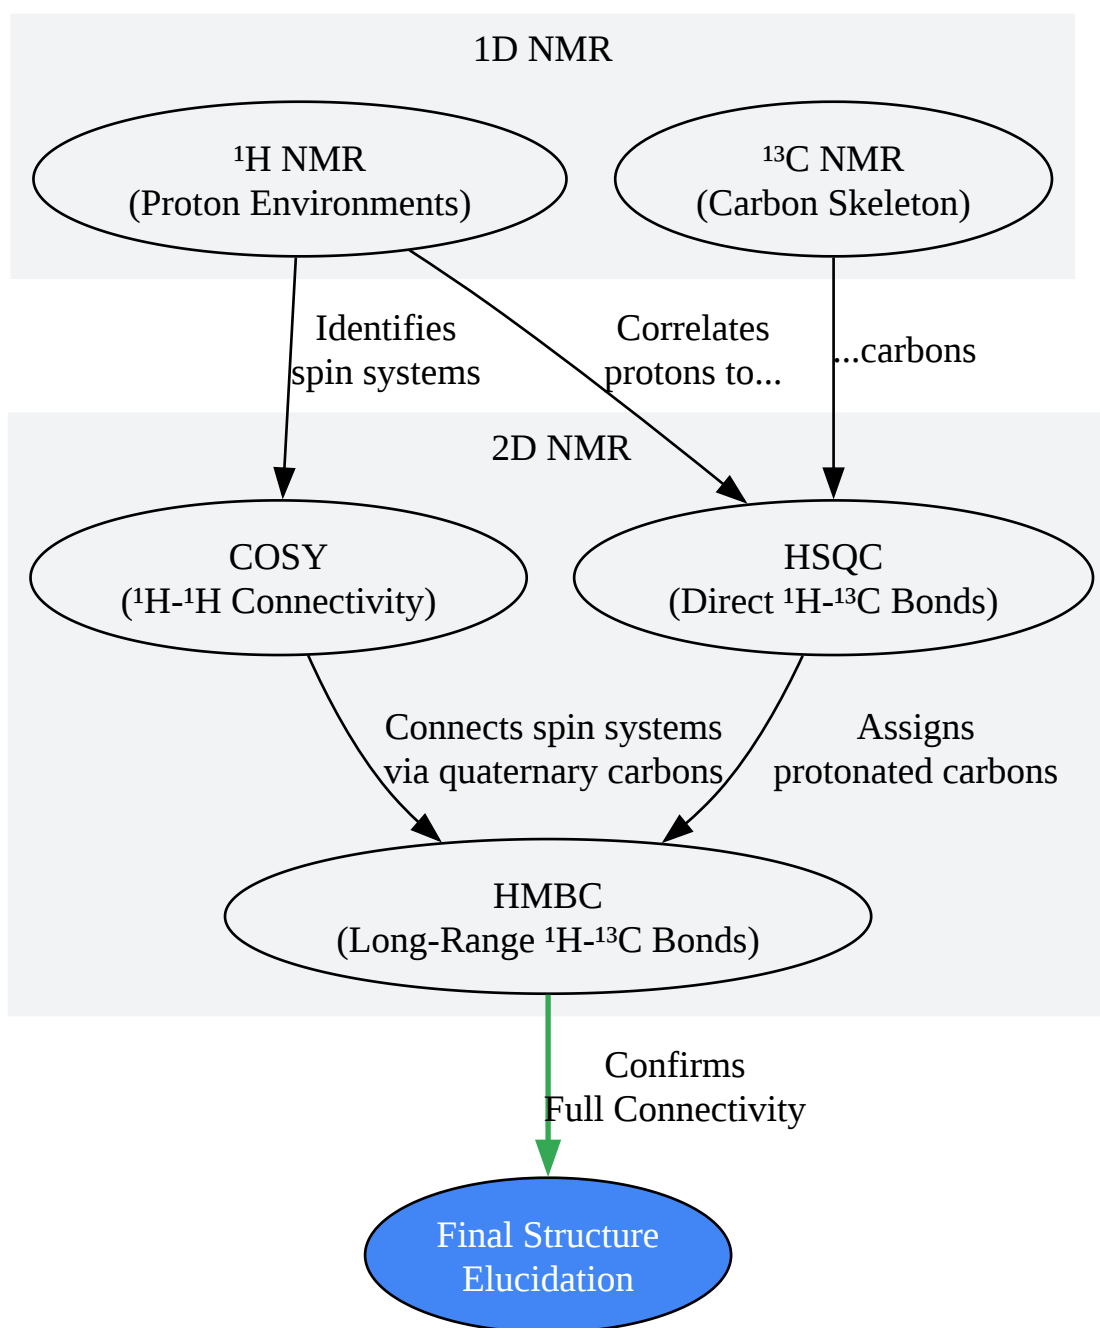 1D NMR
¹H NMR
(Proton Environments)
¹³C NMR
(Carbon Skeleton)
Identifies
spin systems
Correlates
protons to...
...carbons
2D NMR
COSY
(¹H-¹H Connectivity)
HSQC
(Direct ¹H-¹³C Bonds)
Connects spin systems
via quaternary carbons
Assigns
protonated carbons
HMBC
(Long-Range ¹H-¹³C Bonds)
Confirms
Full Connectivity
Final Structure
Elucidation